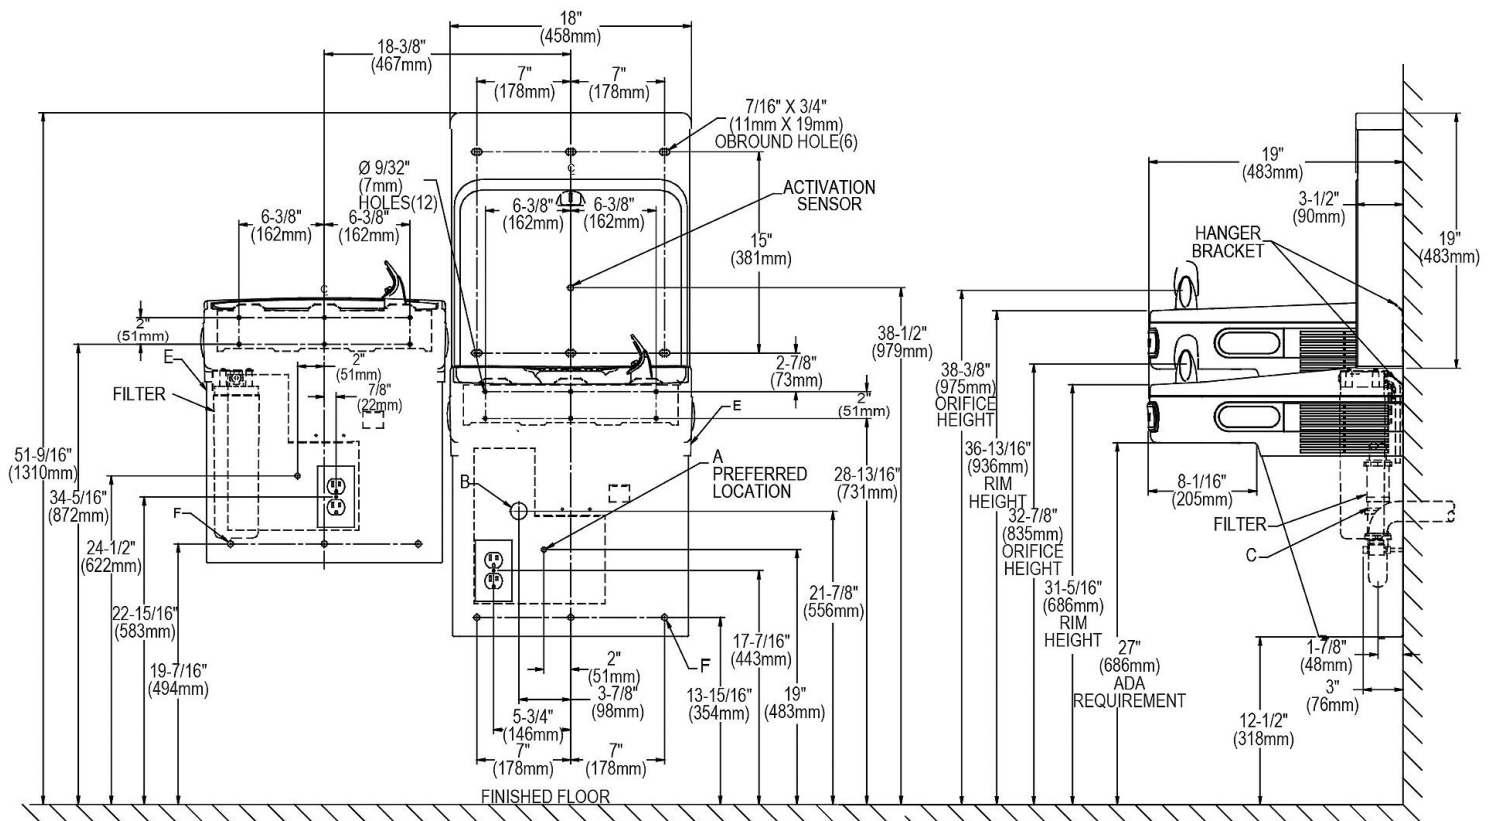 18"
(458mm)
18-3/8"
(467mm)
7"
(178mm)
7"
(178mm)
7/16" X 3/4"
(11mm X 19mm)
OBROUND HOLE(6)
Ø 9/32"
(7mm)
HOLES(12)
ACTIVATION
SENSOR
6-3/8"
(162mm)
6-3/8"
(162mm)
6-3/8"
(162mm)
6-3/8"
(162mm)
15"
(381mm)
2"
(51mm)
E
FILTER
2"
(51mm)
7/8"
(22mm)
2-7/8"
(73mm)
2"
(51mm)
E
38-1/2"
(979mm)
51-9/16"
(1310mm)
34-5/16"
(872mm)
F
24-1/2"
(622mm)
22-15/16"
(583mm)
19-7/16"
(494mm)
B
A
PREFERRED
LOCATION
28-13/16"
(731mm)
21-7/8"
(556mm)
17-7/16"
(443mm)
F
2"
(51mm)
3-7/8"
(98mm)
19"
(483mm)
13-15/16"
(354mm)
5-3/4"
(146mm)
7"
(178mm)
7"
(178mm)
FINISHED FLOOR
19"
(483mm)
3-1/2"
(90mm)
HANGER
BRACKET
19"
(483mm)
38-3/8"
(975mm)
ORIFICE
HEIGHT
36-13/16"
(936mm)
RIM
HEIGHT
32-7/8"
(835mm)
ORIFICE
HEIGHT
31-5/16"
(686mm)
RIM
HEIGHT
27"
(686mm)
ADA
REQUIREMENT
8-1/16"
(205mm)
FILTER
C
1-7/8"
(48mm)
3"
(76mm)
12-1/2"
(318mm)